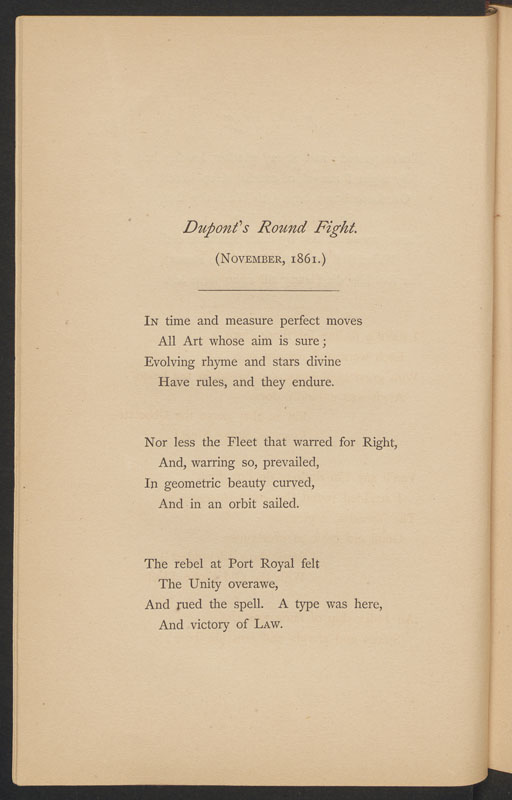 Dupont's Round Fight.
(November, 1861.)
In time and measure perfect moves
All Art whose aim is sure;
Evolving rhyme and stars divine
Have rules, and they endure.
Nor less the Fleet that warred for Right,
And, warring so, prevailed,
In geometric beauty curved,
And in an orbit sailed.
The rebel at Port Royal felt
The Unity overawe,
And rued the spell. A type was here,
And victory of Law.